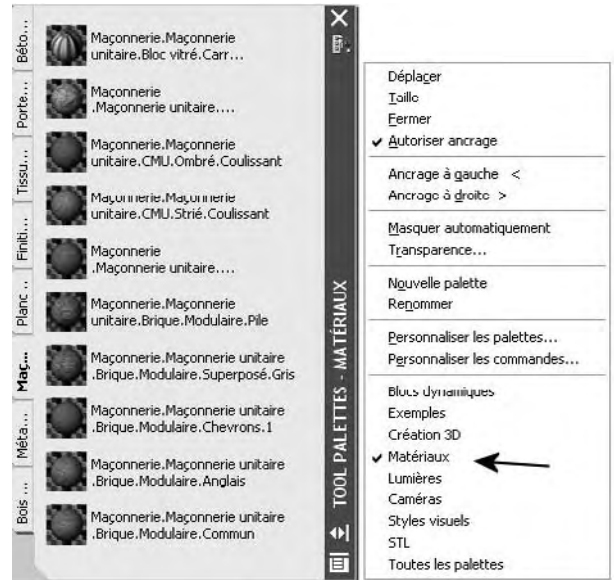 Béto...
Porte...
Tissu...
Finiti...
Planc ..
Maç...
Méta...
Bois ...
Maçonnerie.Maçonnerie
unitaire.Bloc vitré.Carr...
Maçonnerie
.Maçonnerie unitaire....
Maçonnerie.Maçonnerie
unitaire.CMU.Ombré.Coulissant
Maçonnerie.Maçonnerie
unitaire.CMU.Strié.Coulissant
Maçonnerie
.Maçonnerie unitaire....
Maçonnerie.Maçonnerie
unitaire.Brique.Modulaire.Pile
Maçonnerie.Maçonnerie unitaire
.Brique.Modulaire.Superposé.Gris
Maçonnerie.Maçonnerie unitaire
.Brique.Modulaire.Chevrons.1
Maçonnerie.Maçonnerie unitaire
.Brique.Modulaire.Anglais
Maçonnerie.Maçonnerie unitaire
.Brique.Modulaire.Commun
TOOL PALETTES - MATÉRIAUX
Déplacer
Taille
Fermer
Autoriser ancrage
Ancrage à gauche <
Ancrage à droite >
Masquer automatiquement
Transparence...
Nouvelle palette
Renommer
Personnaliser les palettes...
Personnaliser les commandes...
Blocs dynamiques
Exemples
Création 3D
Matériaux
Lumières
Caméras
Styles visuels
STL
Toutes les palettes